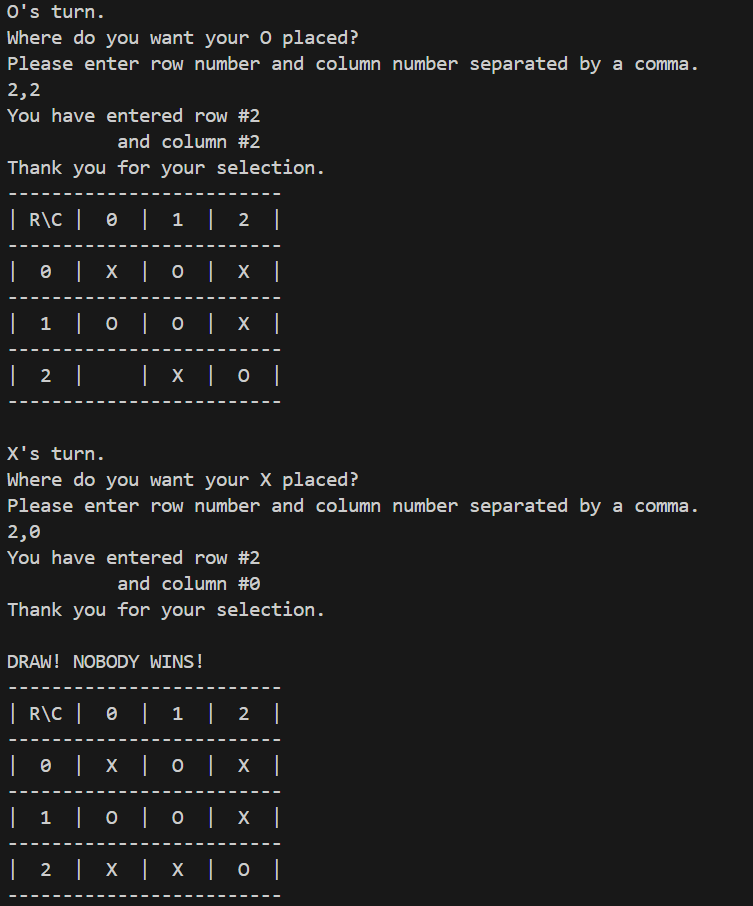 O's turn.
Where do you want your O placed?
Please enter row number and column number separated by a comma.
2,2
You have entered row #2
          and column #2
Thank you for your selection.
-------------------------
| R\C |  0  |  1  |  2  |
-------------------------
|  0  |  X  |  O  |  X  |
-------------------------
|  1  |  O  |  O  |  X  |
-------------------------
|  2  |     |  X  |  O  |
-------------------------

X's turn.
Where do you want your X placed?
Please enter row number and column number separated by a comma.
2,0
You have entered row #2
          and column #0
Thank you for your selection.

DRAW! NOBODY WINS!
-------------------------
| R\C |  0  |  1  |  2  |
-------------------------
|  0  |  X  |  O  |  X  |
-------------------------
|  1  |  O  |  O  |  X  |
-------------------------
|  2  |  X  |  X  |  O  |
-------------------------